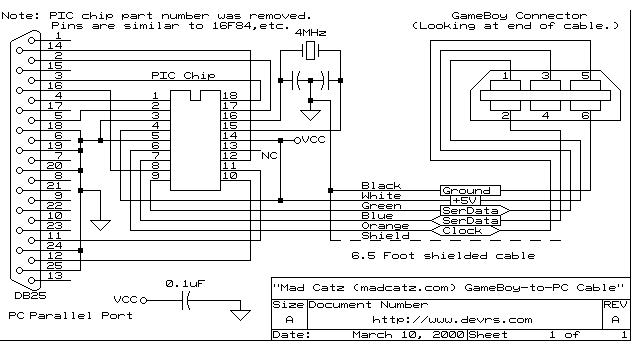 Note: PIC chip part number was removed.
Pins are similar to 16F84,etc.
GameBoy Connector
(Looking at end of cable.)
4MHz
PIC Chip
1
14
2
15
3
16
4
17
5
18
6
19
7
20
8
21
9
22
10
23
11
24
12
25
13
DB25
PC Parallel Port
1
2
3
4
5
6
7
8
9
18
17
16
15
14
13
12
11
10
VCC
NC
1
3
5
2
4
6
Black
White
Green
Blue
Orange
Shield
Ground
+5V
SerData
SerData
Clock
6.5 Foot shielded cable
0.1uF
VCC
"Mad Catz (madcatz.com) GameBoy-to-PC Cable"
Size Document Number REV
A http://www.devrs.com A
Date: March 10, 2000 Sheet 1 of 1